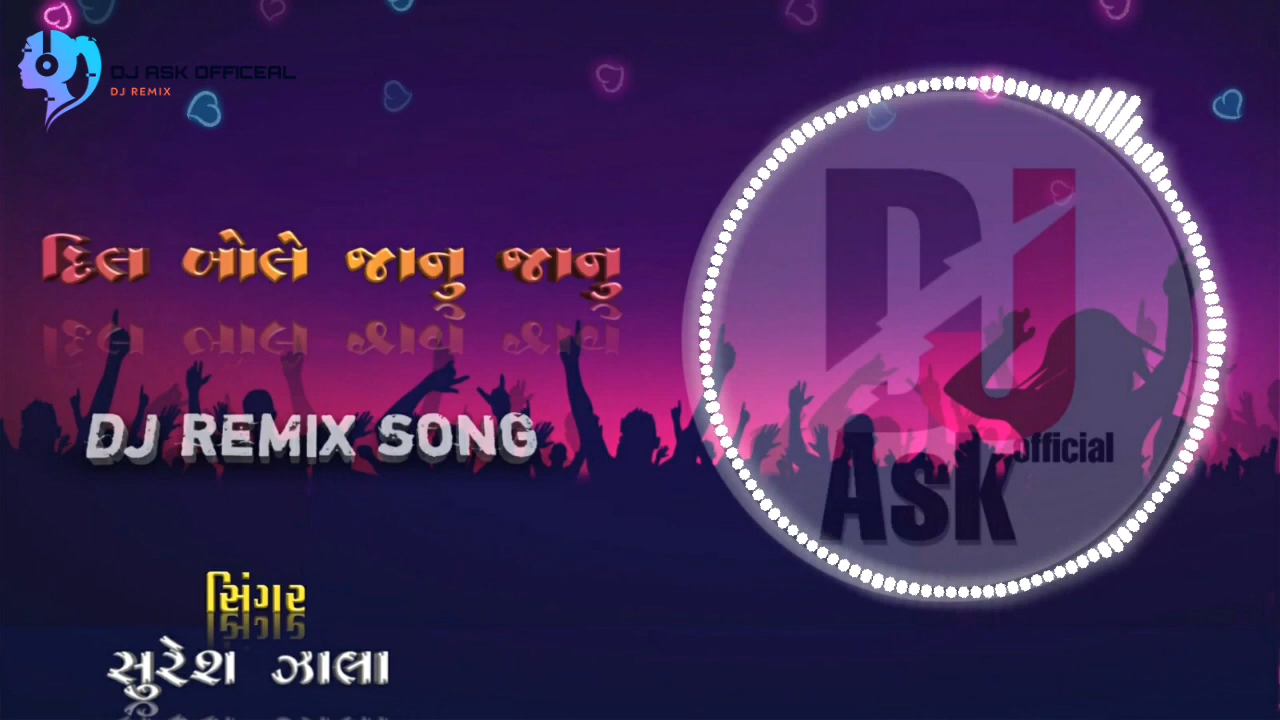 DJ ASK OFFICEAL
DJ REMIX
દિલ બોલે જાનુ જાનુ
DJ REMIX SONG
સિંગર
સુરેશ ઝાલા
DJ
Ask official